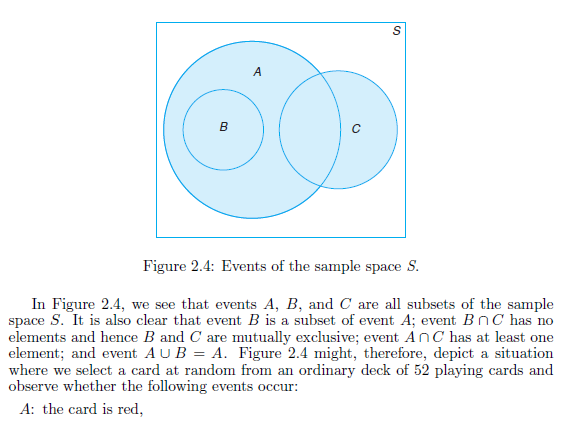 S
A
B
C
Figure 2.4: Events of the sample space S.
In Figure 2.4, we see that events A, B, and C are all subsets of the sample
space S. It is also clear that event B is a subset of event A; event B ∩ C has no
elements and hence B and C are mutually exclusive; event A ∩ C has at least one
element; and event A ∪ B = A. Figure 2.4 might, therefore, depict a situation
where we select a card at random from an ordinary deck of 52 playing cards and
observe whether the following events occur:
A: the card is red,